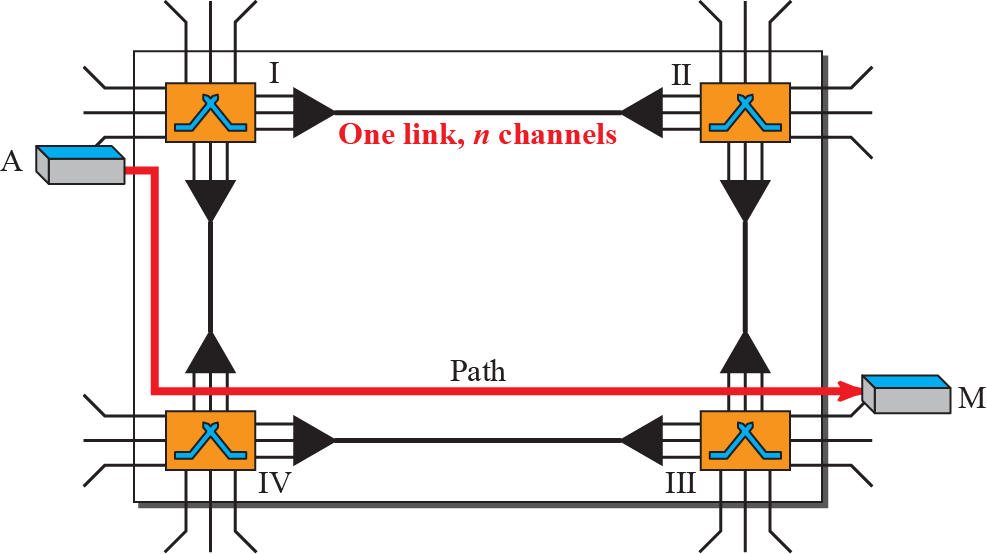 I
II
One link, n channels
A
Path
M
IV
III